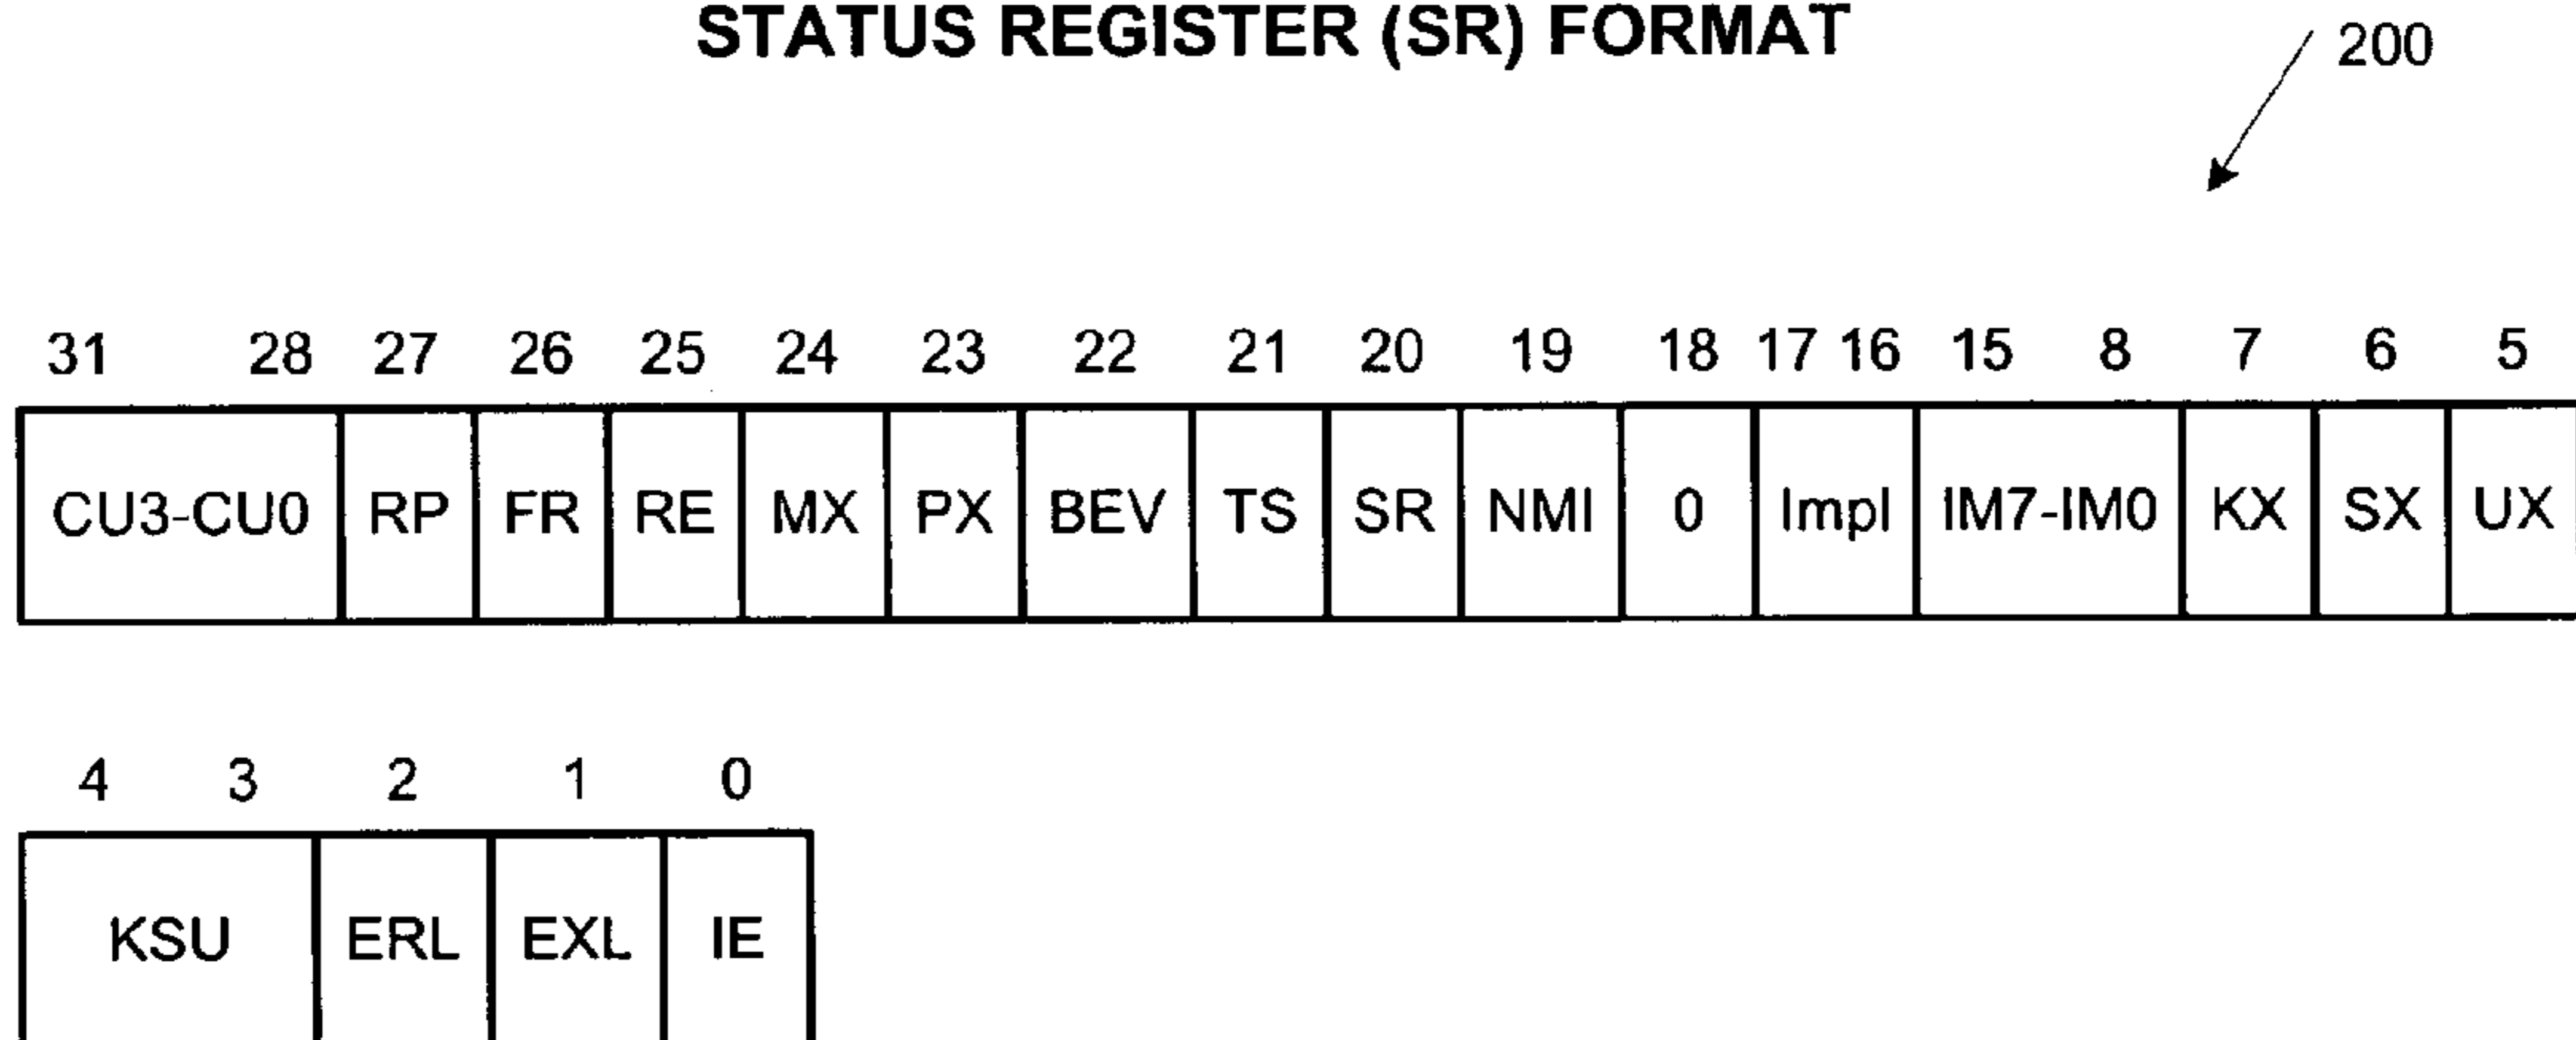 STATUS REGISTER (SR) FORMAT
200
31 28 27 26 25 24 23 22 21 20 19 18 17 16 15 8 7 6 5
CU3-CU0 RP FR RE MX PX BEV TS SR NMI 0 Impl IM7-IM0 KX SX UX
4 3 2 1 0
KSU ERL EXL IE